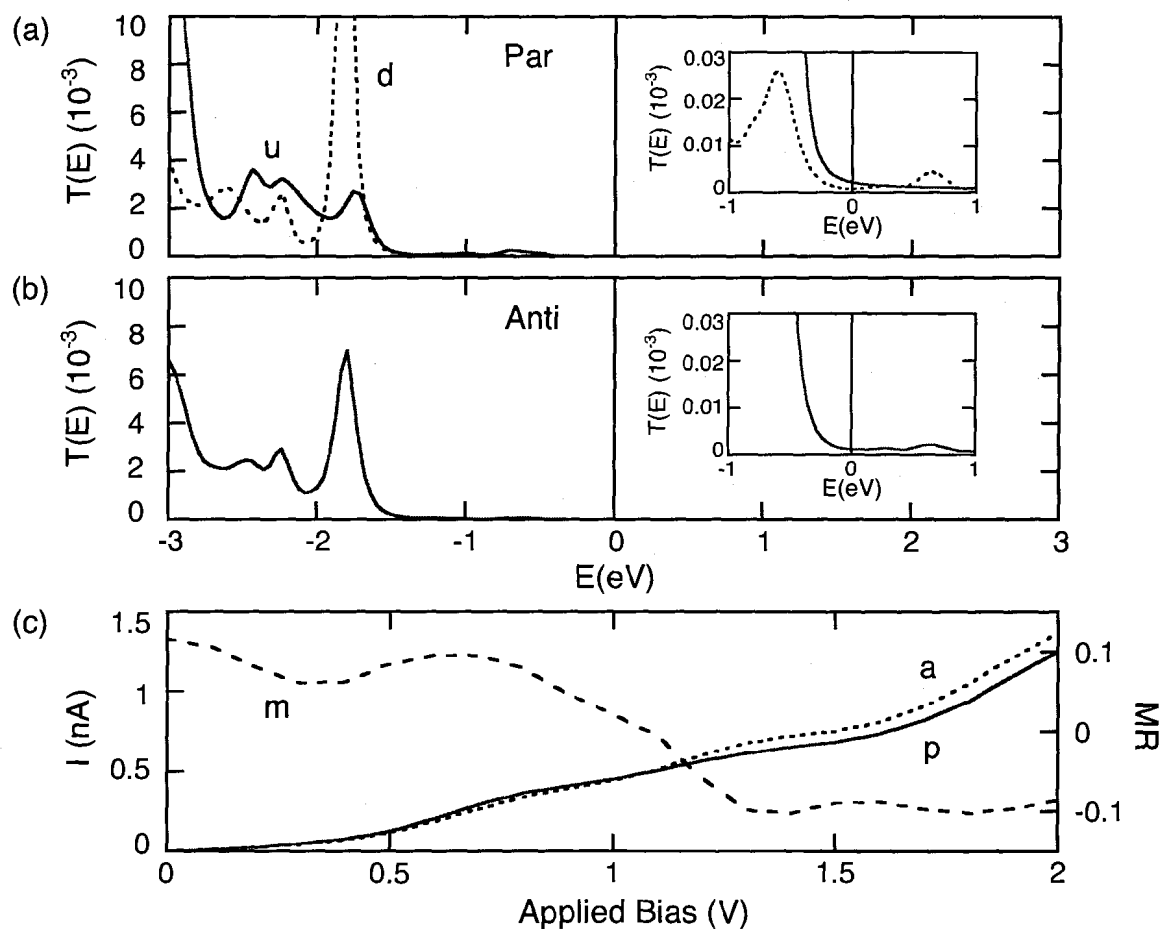 (a)
T(E) (10⁻³)
10
8
6
4
2
0
u
d
Par
T(E) (10⁻³)
0.03
0.02
0.01
0
-1 0 1
E(eV)
(b)
T(E) (10⁻³)
10
8
6
4
2
0
Anti
T(E) (10⁻³)
0.03
0.02
0.01
0
-1 0 1
E(eV)
-3 -2 -1 0 1 2 3
E(eV)
(c)
I (nA)
1.5
1
0.5
0
m
a
p
0.1
0
-0.1
MR
0 0.5 1 1.5 2
Applied Bias (V)